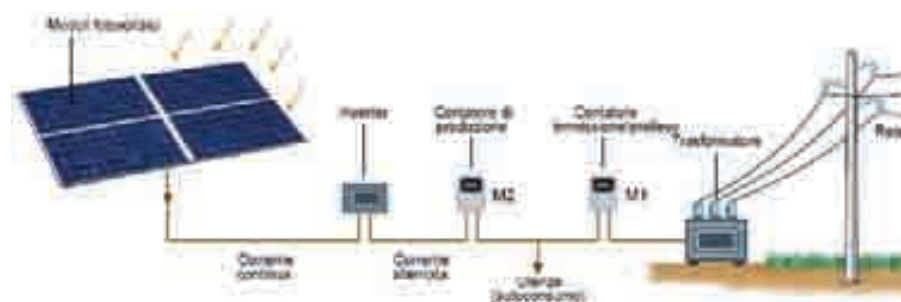 Moduli fotovoltaici
Inverter
Contatore di
produzione
Contatore
immissione/prelievo
Trasformatore
Rete
M2
M1
Corrente
continua
Corrente
alternata
Utenze
(autoconsumo)